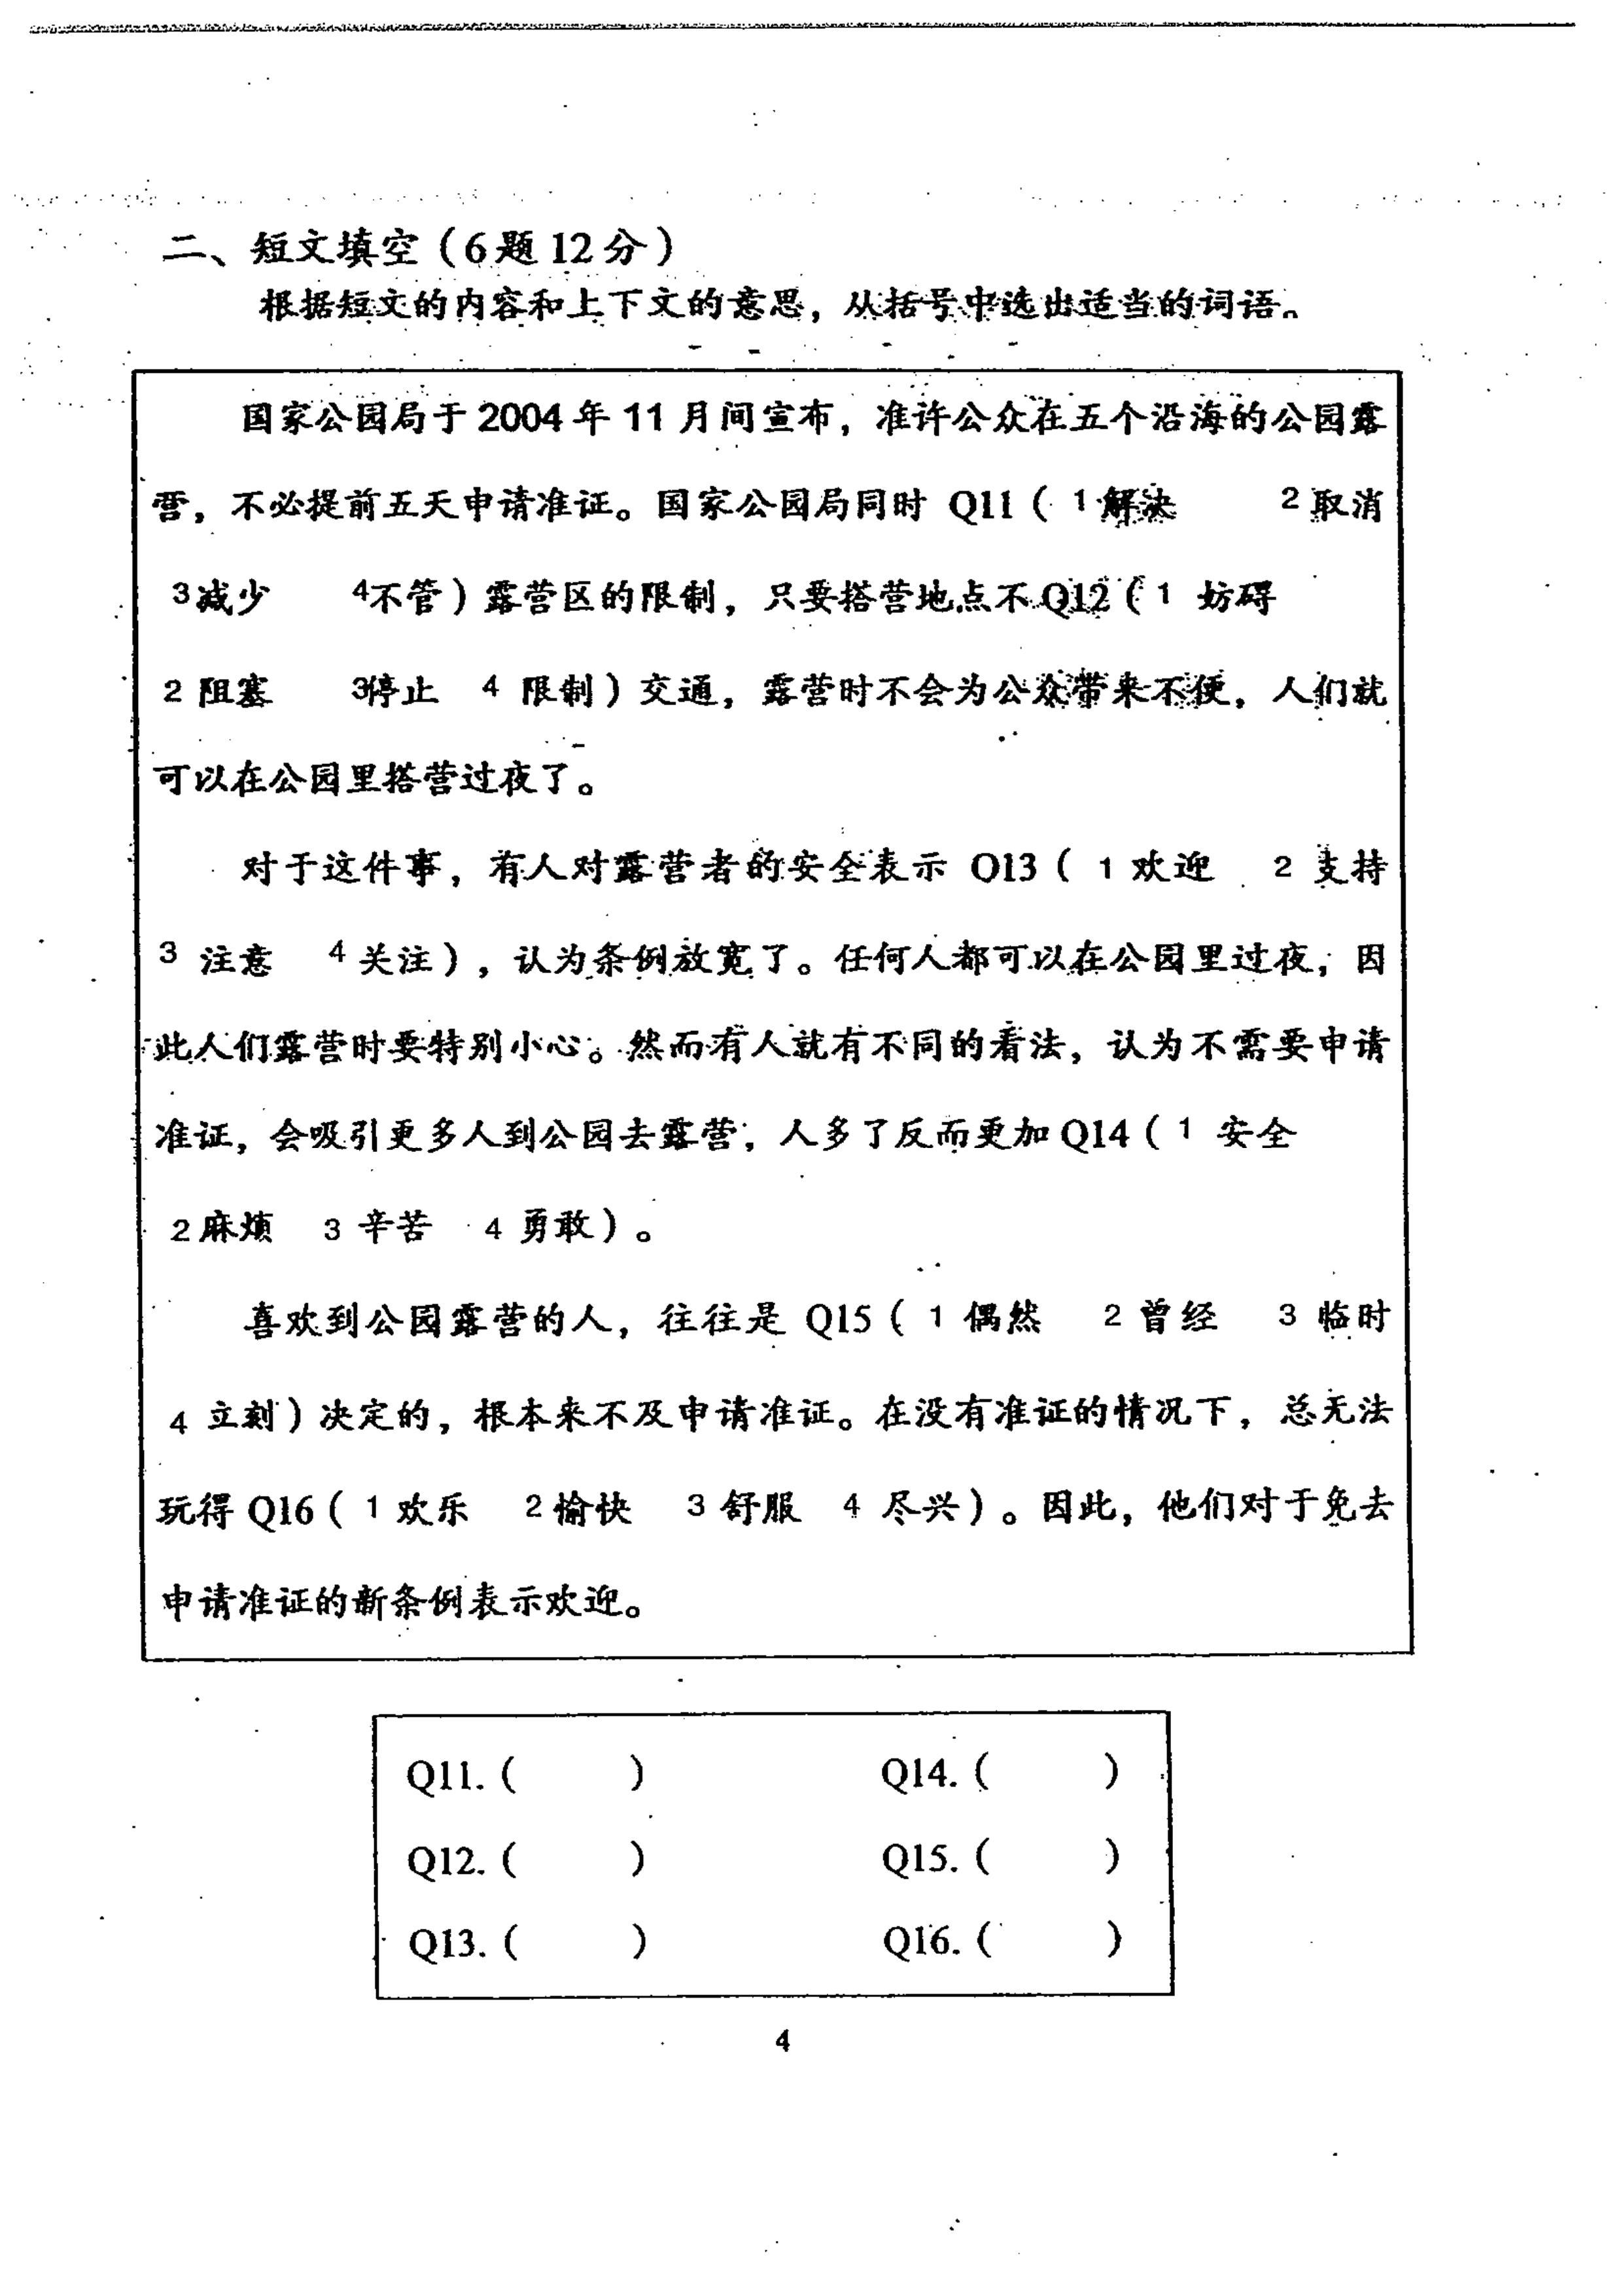 二、短文填空（6题12分）
根据短文的内容和上下文的意思，从括号中选出适当的词语。
国家公园局于2004年11月间宣布，准许公众在五个沿海的公园露
营，不必提前五天申请准证。国家公园局同时 Q11（ 1解决 2取消
3减少 4不管）露营区的限制，只要搭营地点不Q12（ 1 妨碍
2 阻塞 3停止 4 限制）交通，露营时不会为公众带来不便，人们就
可以在公园里搭营过夜了。
对于这件事，有人对露营者的安全表示 Q13（ 1 欢迎 2 支持
3 注意 4 关注），认为条例放宽了。任何人都可以在公园里过夜，因
此人们露营时要特别小心。然而有人就有不同的看法，认为不需要申请
准证，会吸引更多人到公园去露营，人多了反而更加Q14（ 1 安全
2麻烦 3 辛苦 4 勇敢）。
喜欢到公园露营的人，往往是 Q15（ 1 偶然 2 曾经 3 临时
4 立刻）决定的，根本来不及申请准证。在没有准证的情况下，总无法
玩得 Q16（ 1 欢乐 2愉快 3 舒服 4 尽兴）。因此，他们对于免去
申请准证的新条例表示欢迎。
Q11.（ ） Q14.（ ）
Q12.（ ） Q15.（ ）
Q13.（ ） Q16.（ ）
4